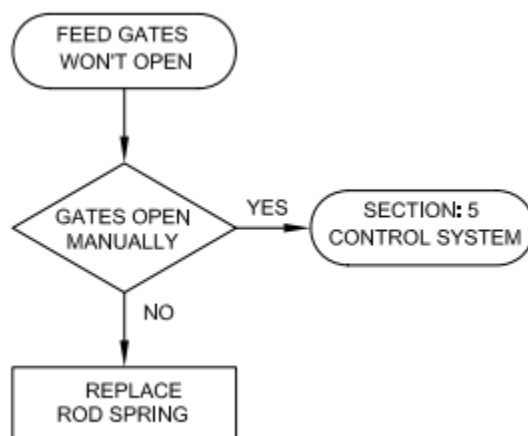 FEED GATES
WON'T OPEN
GATES OPEN
MANUALLY
YES
SECTION: 5
CONTROL SYSTEM
NO
REPLACE
ROD SPRING